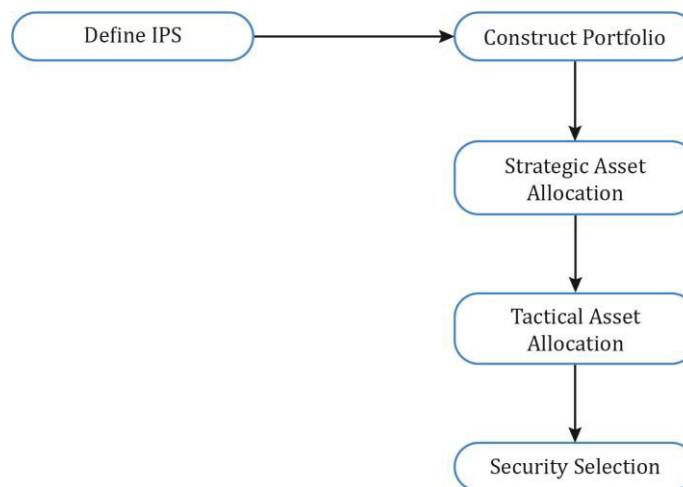 Define IPS
Construct Portfolio
Strategic Asset
Allocation
Tactical Asset
Allocation
Security Selection